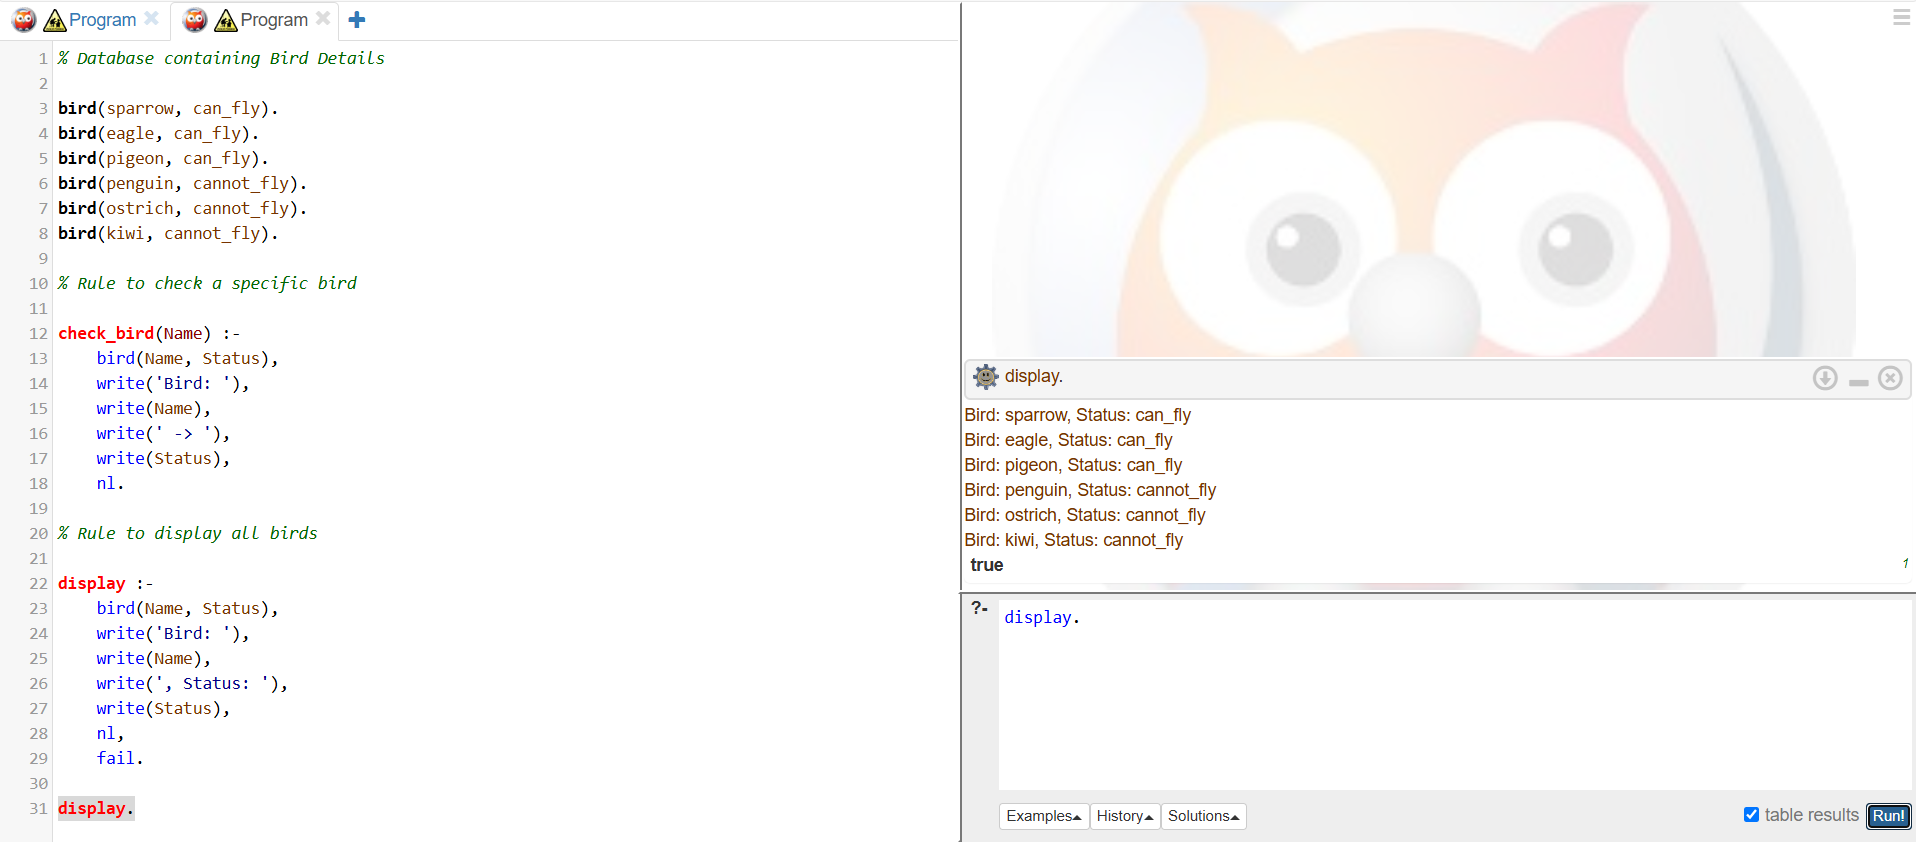 Program Program
1 % Database containing Bird Details
2
3 bird(sparrow, can_fly).
4 bird(eagle, can_fly).
5 bird(pigeon, can_fly).
6 bird(penguin, cannot_fly).
7 bird(ostrich, cannot_fly).
8 bird(kiwi, cannot_fly).
9
10 % Rule to check a specific bird
11
12 check_bird(Name) :-
13     bird(Name, Status),
14     write('Bird: '),
15     write(Name),
16     write(' -> '),
17     write(Status),
18     nl.
19
20 % Rule to display all birds
21
22 display :-
23     bird(Name, Status),
24     write('Bird: '),
25     write(Name),
26     write(', Status: '),
27     write(Status),
28     nl,
29     fail.
30
31 display.
display.
Bird: sparrow, Status: can_fly
Bird: eagle, Status: can_fly
Bird: pigeon, Status: can_fly
Bird: penguin, Status: cannot_fly
Bird: ostrich, Status: cannot_fly
Bird: kiwi, Status: cannot_fly
true 1
?- display.
Examples History Solutions table results Run!